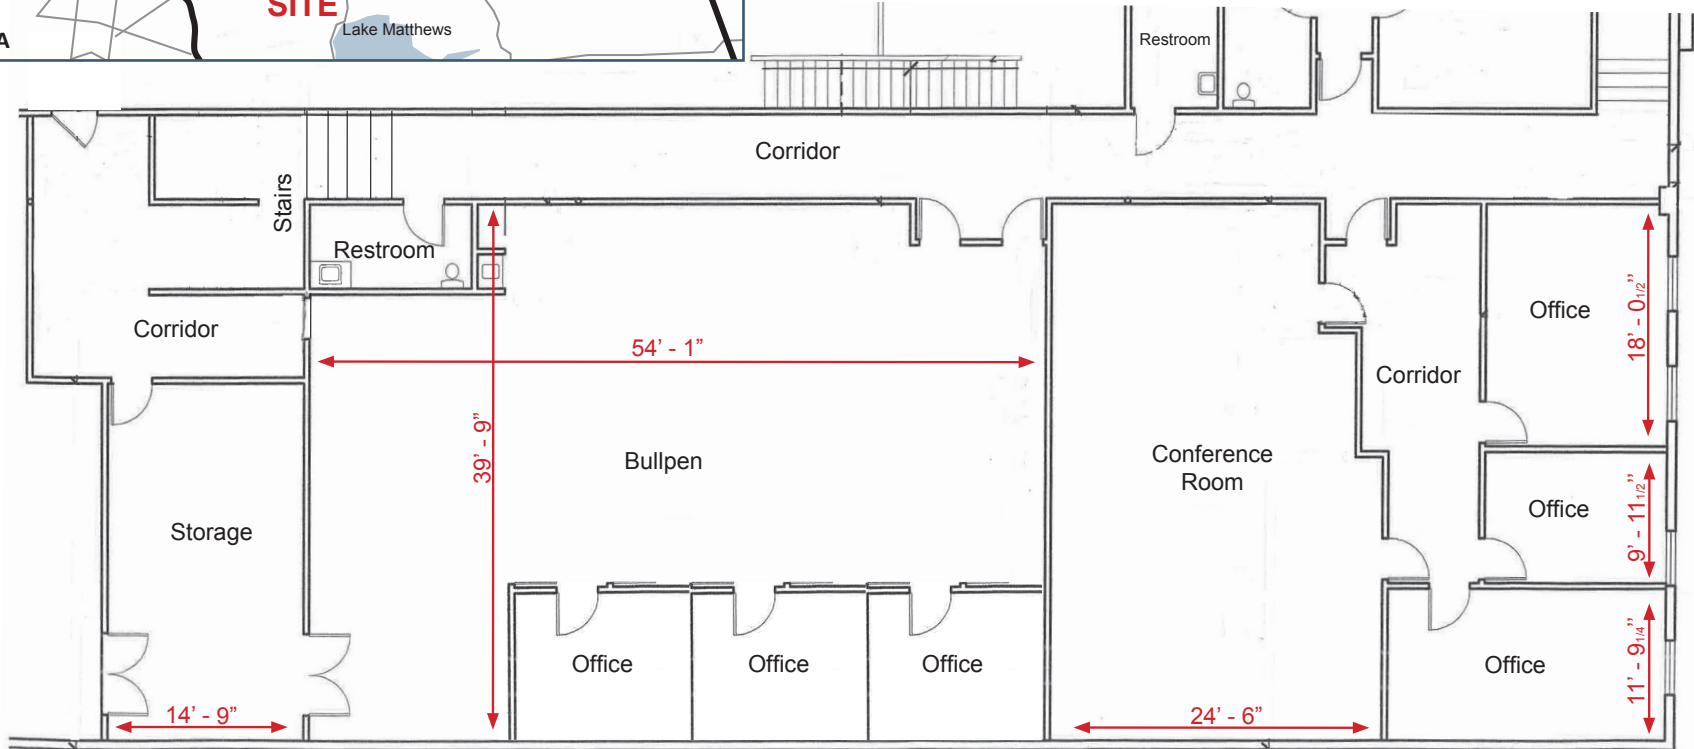 SITE
Lake Matthews
A
Restroom
Corridor
Stairs
Restroom
Corridor
54’ - 1”
39’ - 9”
Office
18’ - 0 1/2’’
Corridor
Bullpen
Conference
Room
Office
9’ - 11 1/2’’
Storage
Office
Office
Office
Office
11’ - 9 1/4’’
14’ - 9”
24’ - 6”